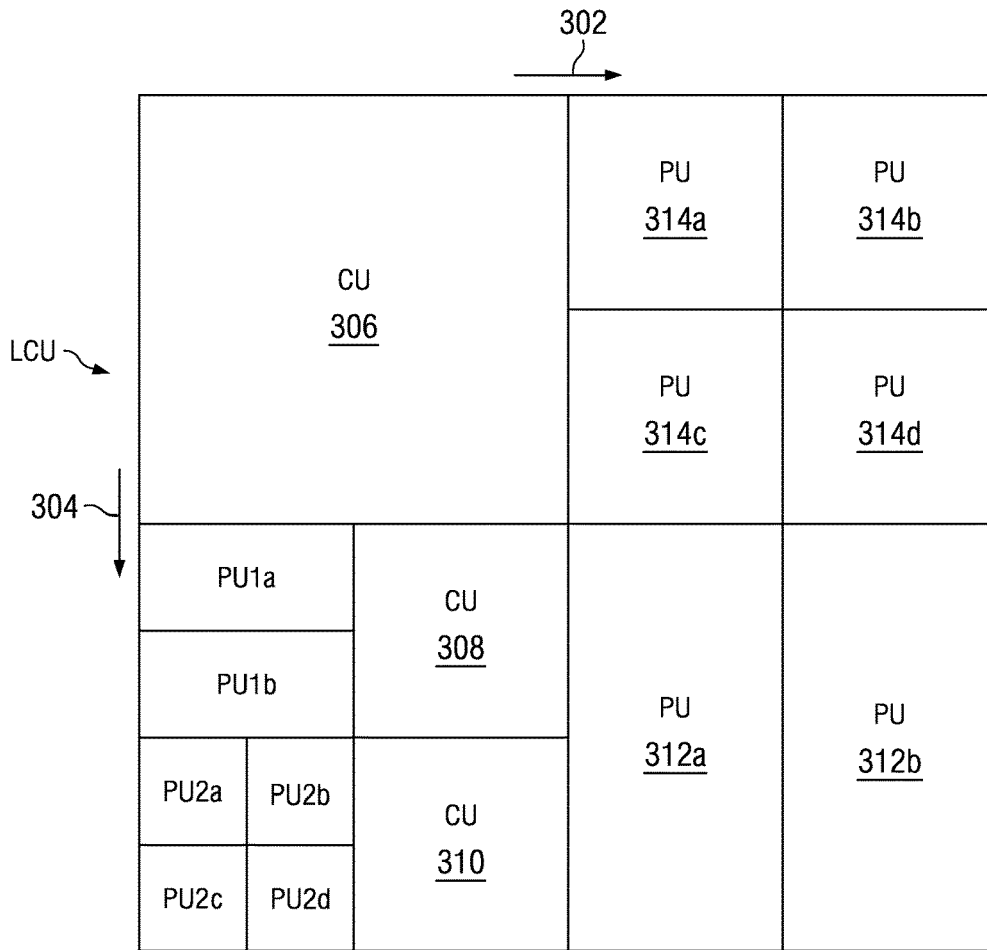 302
PU
314a
PU
314b
CU
306
LCU
PU
314c
PU
314d
304
PU1a
CU
308
PU1b
PU
312a
PU
312b
PU2a
PU2b
CU
310
PU2c
PU2d